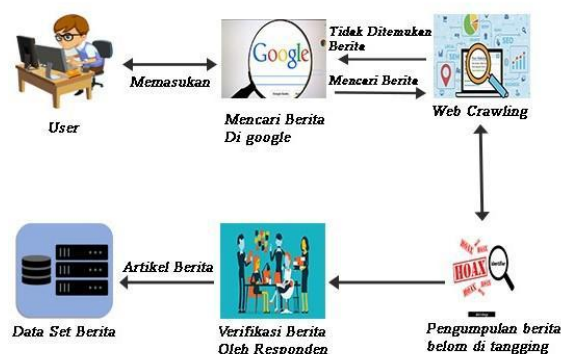 Tidak Ditemukan
Berita
Google
Memasukan
Mencari Berita
User
Mencari Berita
Di google
Web Crawling
SEO
HOAX
Artikel Berita
Data Set Berita
Verifikasi Berita
Oleh Responden
Pengumpulan berita
belom di tangging